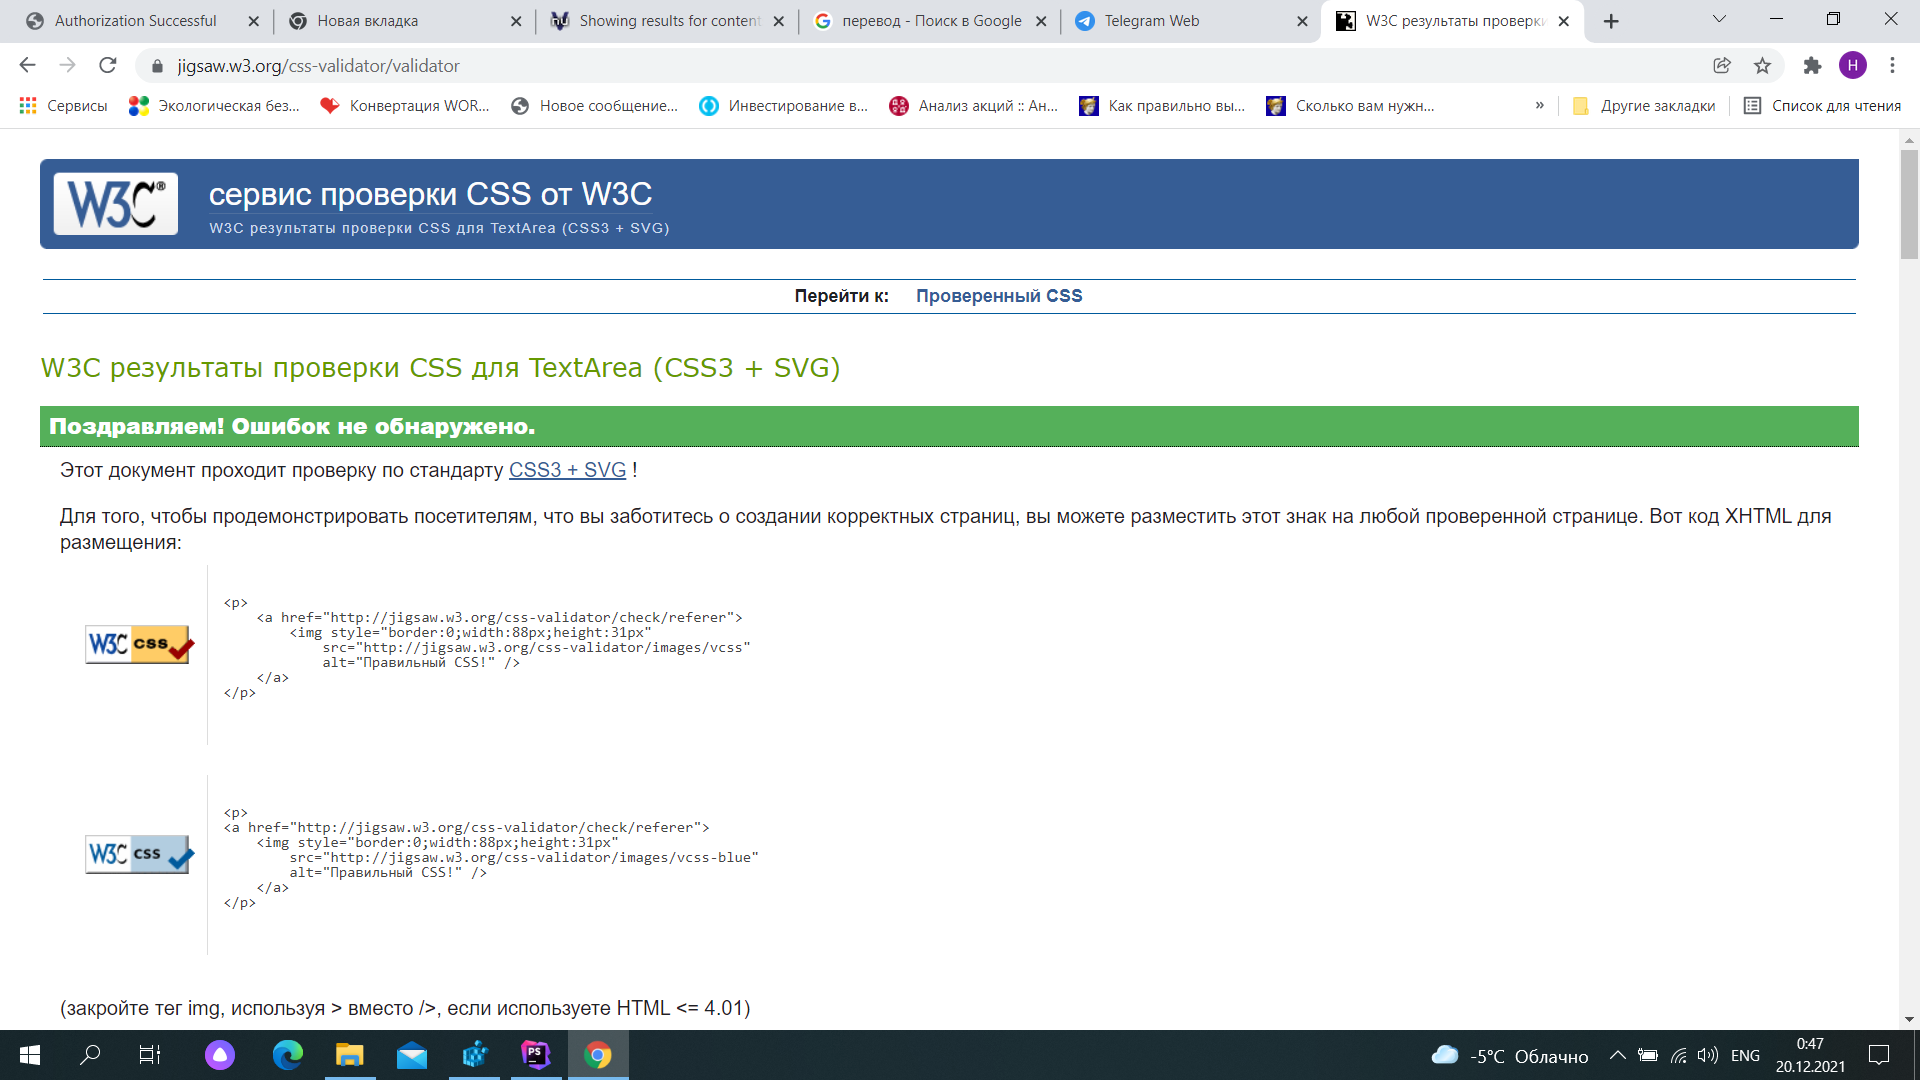 Authorization Successful
Новая вкладка
Showing results for content
перевод - Поиск в Google
Telegram Web
W3C результаты проверки
jigsaw.w3.org/css-validator/validator
H
Сервисы
Экологическая без...
Конвертация WOR...
Новое сообщение...
Инвестирование в...
Анализ акций :: Ан...
Как правильно вы...
Сколько вам нужн...
»
Другие закладки
Список для чтения
W3C®
сервис проверки CSS от W3C
W3C результаты проверки CSS для TextArea (CSS3 + SVG)
Перейти к: Проверенный CSS
W3C результаты проверки CSS для TextArea (CSS3 + SVG)
Поздравляем! Ошибок не обнаружено.
Этот документ проходит проверку по стандарту CSS3 + SVG !
Для того, чтобы продемонстрировать посетителям, что вы заботитесь о создании корректных страниц, вы можете разместить этот знак на любой проверенной странице. Вот код XHTML для
размещения:
W3C css
<p>
<a href="http://jigsaw.w3.org/css-validator/check/referer">
<img style="border:0;width:88px;height:31px"
src="http://jigsaw.w3.org/css-validator/images/vcss"
alt="Правильный CSS!" />
</a>
</p>
W3C css
<p>
<a href="http://jigsaw.w3.org/css-validator/check/referer">
<img style="border:0;width:88px;height:31px"
src="http://jigsaw.w3.org/css-validator/images/vcss-blue"
alt="Правильный CSS!" />
</a>
</p>
(закройте тег img, используя > вместо />, если используете HTML <= 4.01)
PS
-5°C Облачно
ENG
0:47
20.12.2021